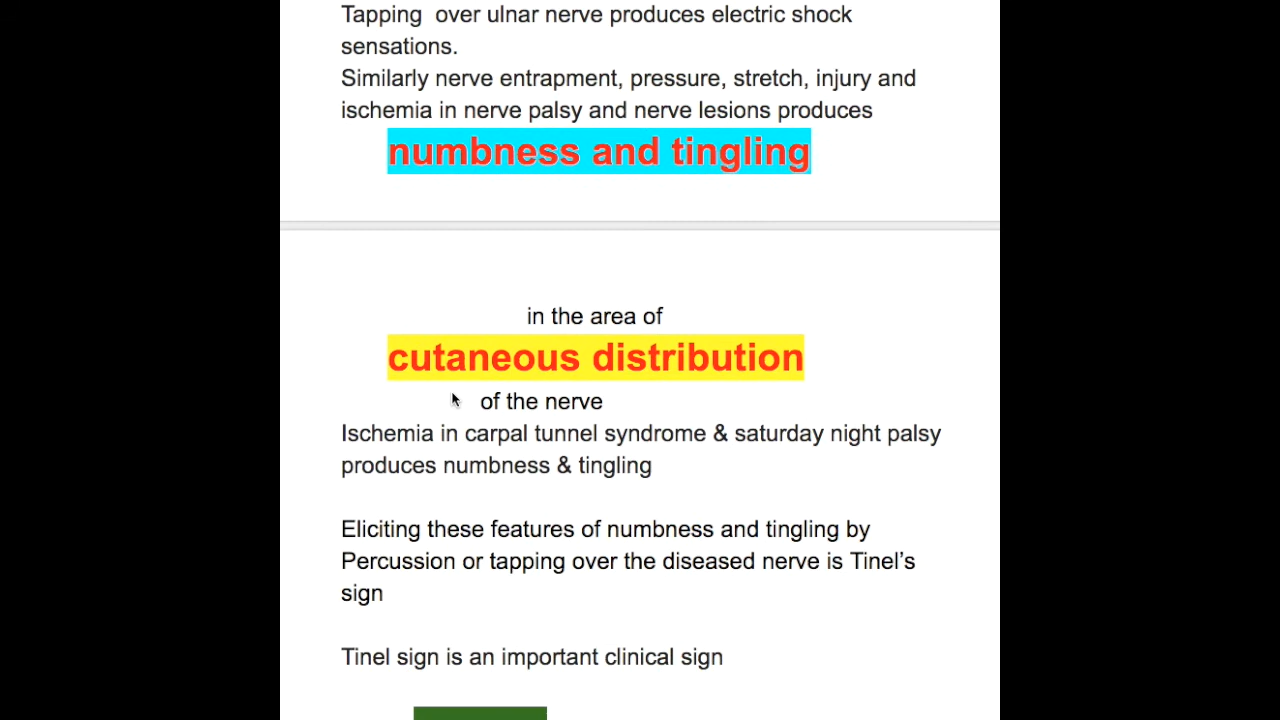 Tapping  over ulnar nerve produces electric shock
sensations.
Similarly nerve entrapment, pressure, stretch, injury and
ischemia in nerve palsy and nerve lesions produces
numbness and tingling
in the area of
cutaneous distribution
of the nerve
Ischemia in carpal tunnel syndrome & saturday night palsy
produces numbness & tingling
Eliciting these features of numbness and tingling by
Percussion or tapping over the diseased nerve is Tinel’s
sign
Tinel sign is an important clinical sign